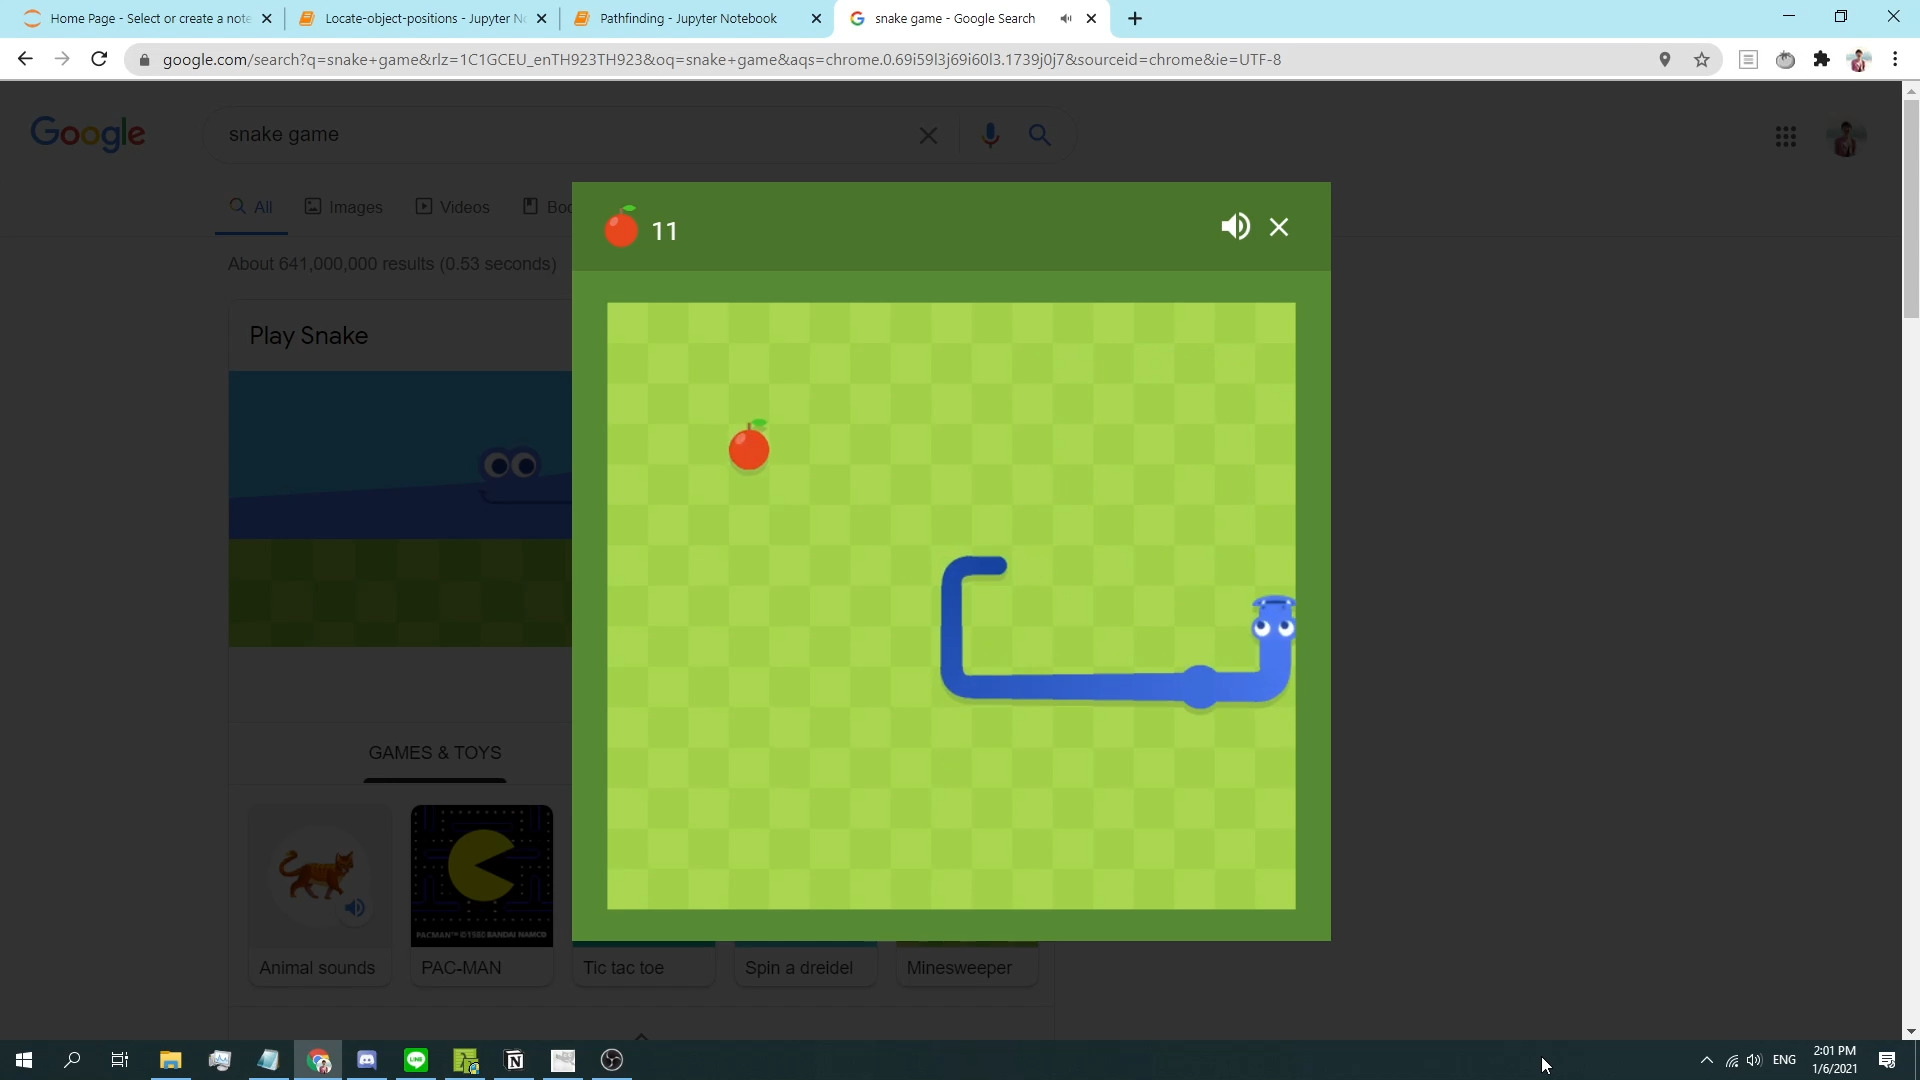 Home Page - Select or create a note
Locate-object-positions - Jupyter No
Pathfinding - Jupyter Notebook
snake game - Google Search
google.com/search?q=snake+game&rlz=1C1GCEU_enTH923TH923&oq=snake+game&aqs=chrome.0.69i59l3j69i60l3.1739j0j7&sourceid=chrome&ie=UTF-8
Google
snake game
All
Images
Videos
Boo
11
About 641,000,000 results (0.53 seconds)
Play Snake
GAMES & TOYS
PACMAN™ © 1980 BANDAI NAMCO
Animal sounds
PAC-MAN
Tic tac toe
Spin a dreidel
Minesweeper
LINE
N
ENG
2:01 PM
1/6/2021